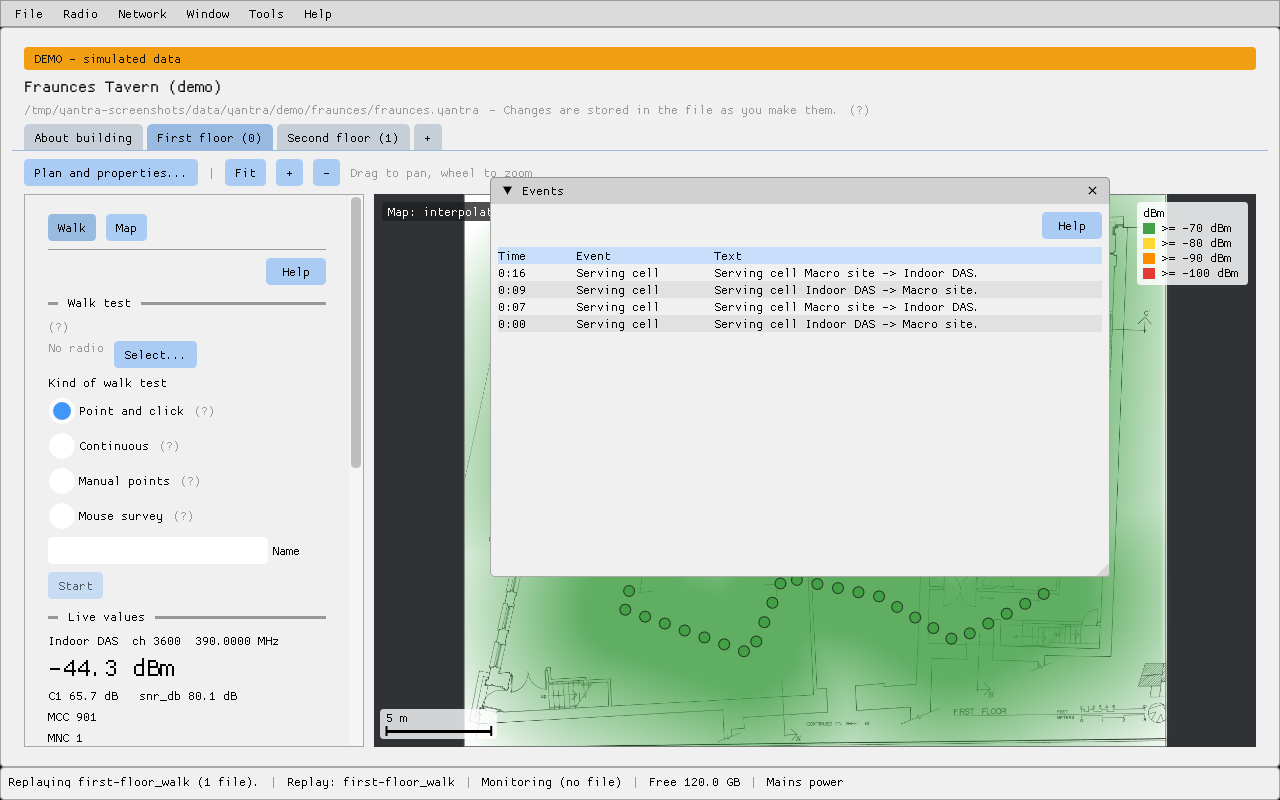 File Radio Network Window Tools Help
DEMO - simulated data
Fraunces Tavern (demo)
/tmp/yantra-screenshots/data/yantra/demo/fraunces/fraunces.yantra - Changes are stored in the file as you make them. (?)
About building First floor (0) Second floor (1) +
Plan and properties... | Fit + - Drag to pan, wheel to zoom
Walk Map
Help
Walk test
(?)
No radio Select...
Kind of walk test
Point and click (?)
Continuous (?)
Manual points (?)
Mouse survey (?)
Name
Start
Live values
Indoor DAS ch 3600 390.0000 MHz
-44.3 dBm
C1 65.7 dB snr_db 80.1 dB
MCC 901
MNC 1
Map: interpolat
▼ Events ✕
Help
Time Event Text
0:16 Serving cell Serving cell Macro site -> Indoor DAS.
0:09 Serving cell Serving cell Indoor DAS -> Macro site.
0:07 Serving cell Serving cell Macro site -> Indoor DAS.
0:00 Serving cell Serving cell Indoor DAS -> Macro site.
dBm
>= -70 dBm
>= -80 dBm
>= -90 dBm
>= -100 dBm
FIRST FLOOR
5 m
Replaying first-floor_walk (1 file). | Replay: first-floor_walk | Monitoring (no file) | Free 120.0 GB | Mains power